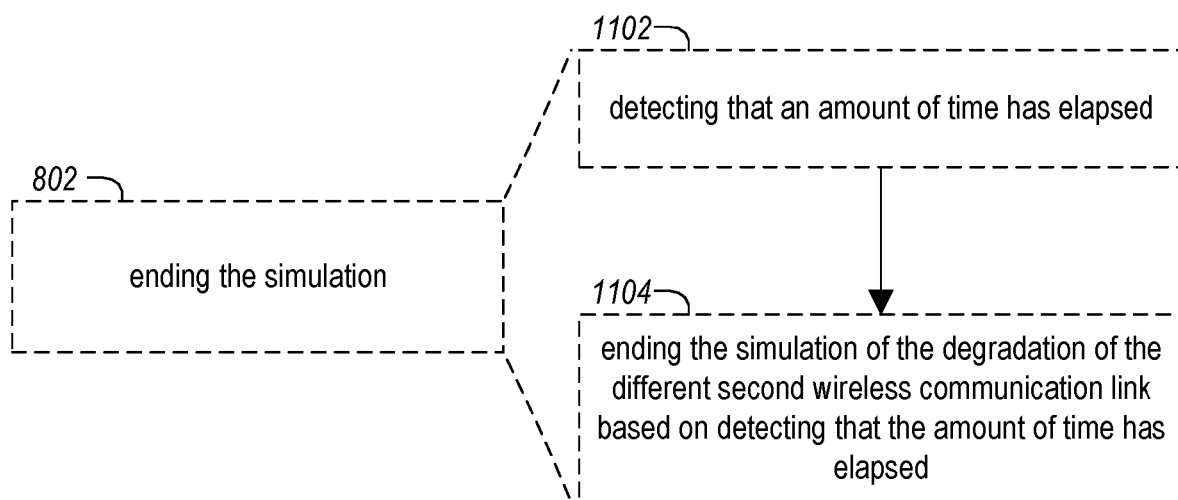 802
ending the simulation
1102
detecting that an amount of time has elapsed
1104
ending the simulation of the degradation of the
different second wireless communication link
based on detecting that the amount of time has
elapsed